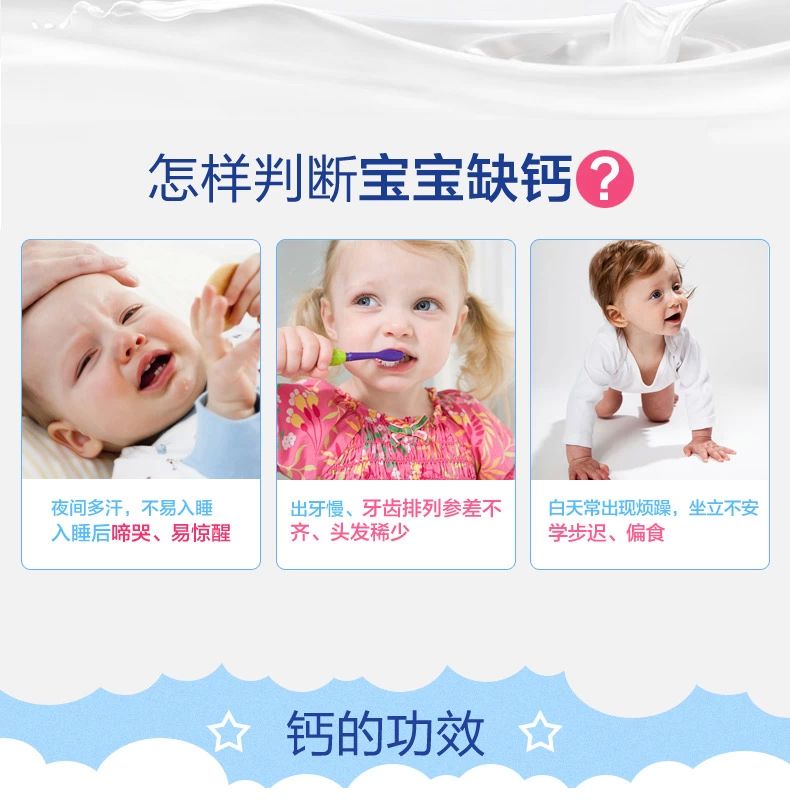 怎样判断宝宝缺钙?
夜间多汗，不易入睡
入睡后啼哭、易惊醒
出牙慢、牙齿排列参差不
齐、头发稀少
白天常出现烦躁，坐立不安
学步迟、偏食
钙的功效